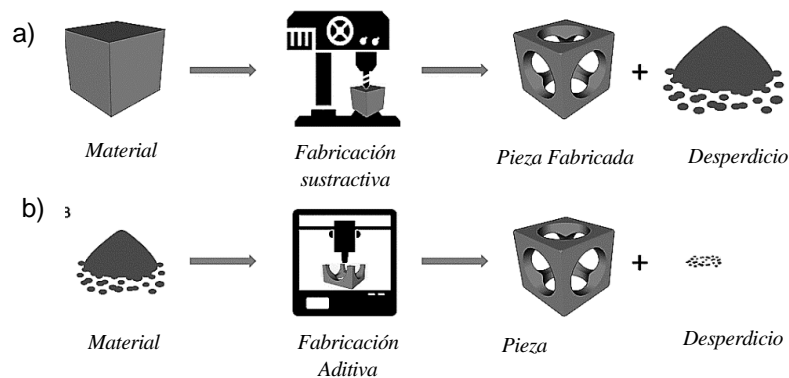 a)
Material
Fabricación
sustractiva
Pieza Fabricada
Desperdicio
b)
Material
Fabricación
Aditiva
Pieza
Desperdicio